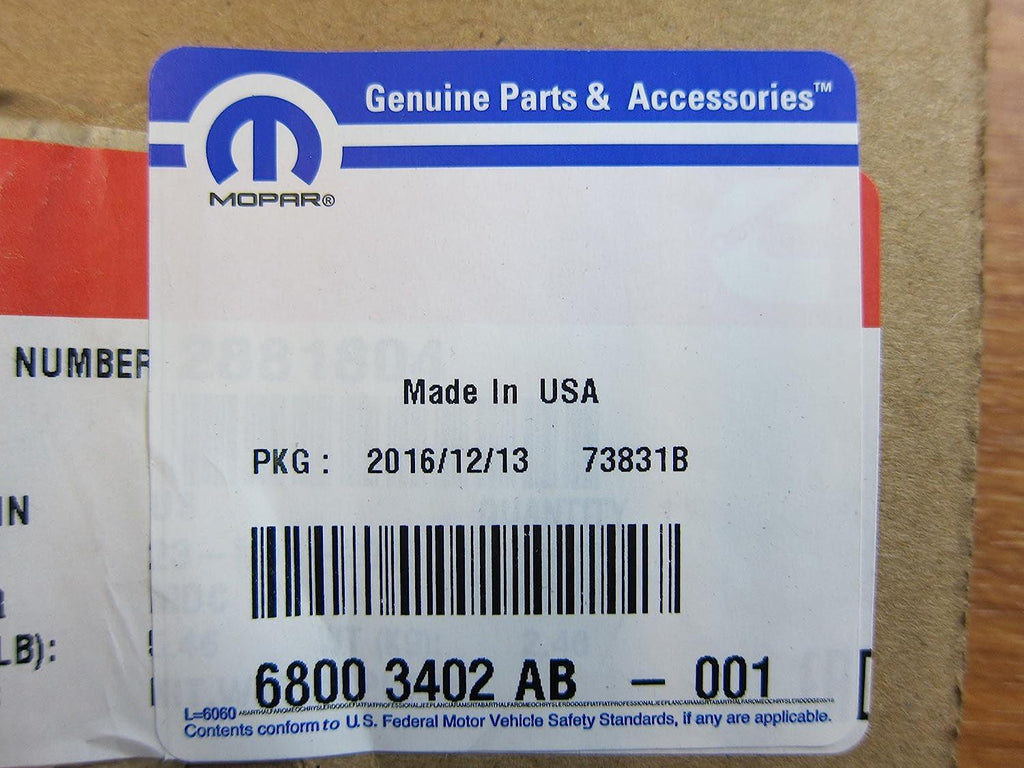 Genuine Parts & Accessories™
MOPAR®
NUMBER
Made In USA
PKG: 2016/12/13 73831B
IN
QUANTITY
LB):
6800 3402 AB – 001
L=6060
Contents conform to U.S. Federal Motor Vehicle Safety Standards, if any are applicable.